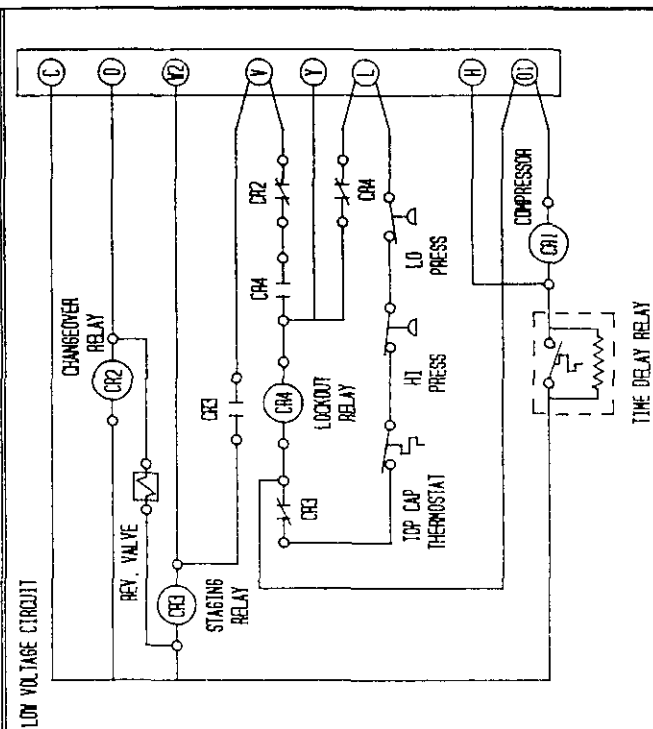 LOW VOLTAGE CIRCUIT
C
O
W2
V
Y
L
H
O1
CHANGEOVER
RELAY
CR2
REV. VALVE
CR3
STAGING
RELAY
CR3
CR2
CR4
CR4
LOCKOUT
RELAY
CR3
CR4
LO
PRESS
HI
PRESS
TOP CAP
THERMOSTAT
COMPRESSOR
CR1
TIME DELAY RELAY